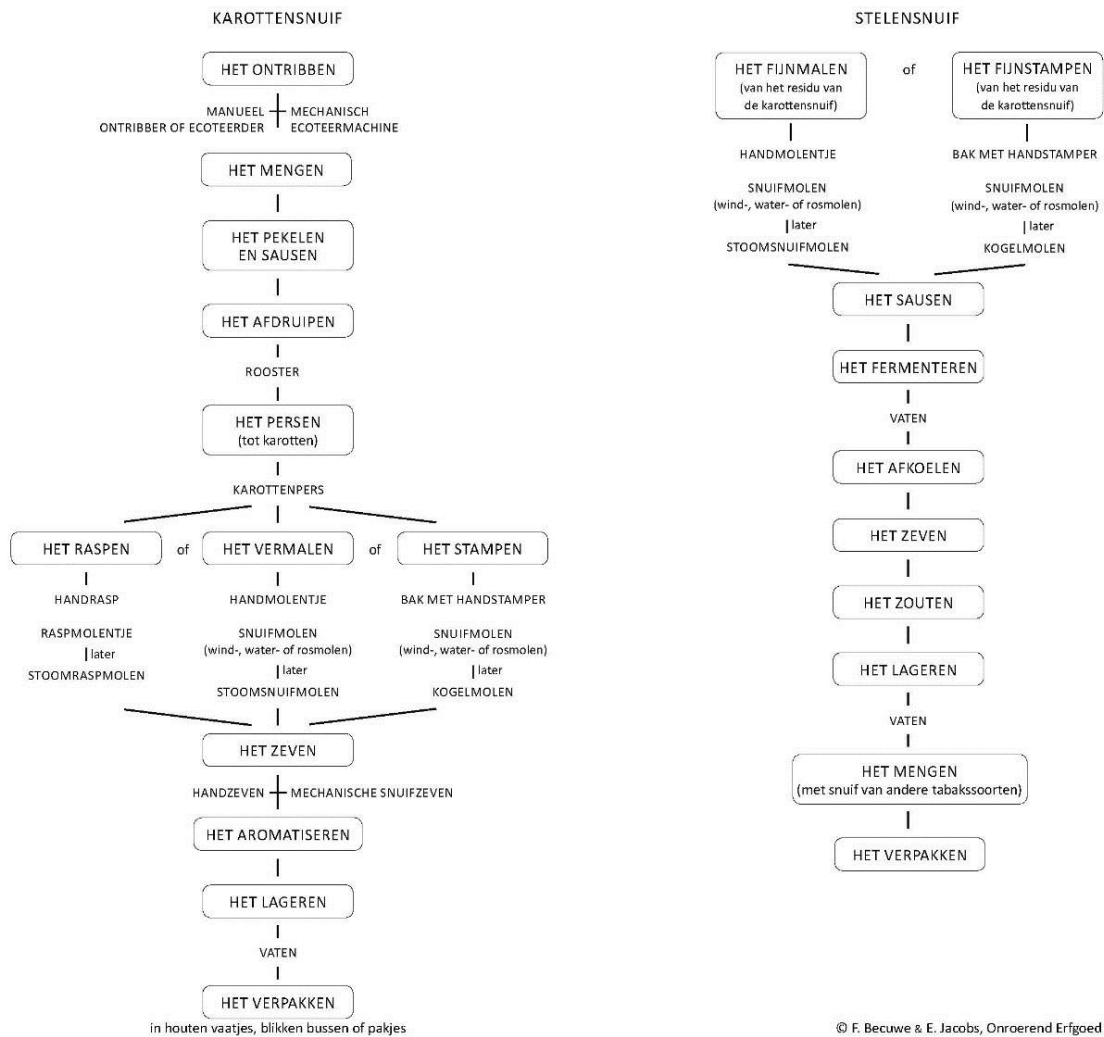 KAROTTENSNUIF
HET ONTRIBBEN
MANUEEL
ONTRIBBER OF ECOTEERDER
MECHANISCH
ECOTEERMACHINE
HET MENGEN
HET PEKELEN
EN SAUSEN
HET AFDRUIPEN
ROOSTER
HET PERSEN
(tot karotten)
KAROTTENPERS
HET RASPEN of HET VERMALEN of HET STAMPEN
HANDRASP
RASPMOLENTJE
later
STOOMRASPMOLEN
HANDMOLENTJE
SNUIFMOLEN
(wind-, water- of rosmolen)
later
STOOMSNUIFMOLEN
BAK MET HANDSTAMPER
SNUIFMOLEN
(wind-, water- of rosmolen)
later
KOGELMOLEN
HET ZEVEN
HANDZEVEN
MECHANISCHE SNUIFZEVEN
HET AROMATISEREN
HET LAGEREN
VATEN
HET VERPAKKEN
in houten vaatjes, blikken bussen of pakjes
STELENSNUIF
HET FIJNMALEN
(van het residu van
de karottensnuif)
of
HET FIJNSTAMPEN
(van het residu van
de karottensnuif)
HANDMOLENTJE
SNUIFMOLEN
(wind-, water- of rosmolen)
later
STOOMSNUIFMOLEN
BAK MET HANDSTAMPER
SNUIFMOLEN
(wind-, water- of rosmolen)
later
KOGELMOLEN
HET SAUSEN
HET FERMENTEREN
VATEN
HET AFKOELEN
HET ZEVEN
HET ZOUTEN
HET LAGEREN
VATEN
HET MENGEN
(met snuif van andere tabakssoorten)
HET VERPAKKEN
© F. Becuwe & E. Jacobs, Onroerend Erfgoed